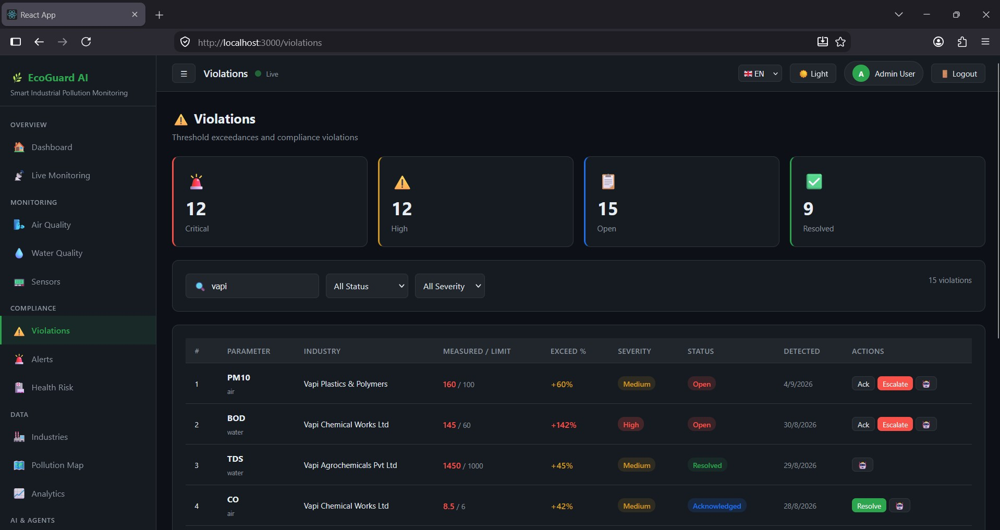 React App
http://localhost:3000/violations
EcoGuard AI
Smart Industrial Pollution Monitoring
OVERVIEW
Dashboard
Live Monitoring
MONITORING
Air Quality
Water Quality
Sensors
COMPLIANCE
Violations
Alerts
Health Risk
DATA
Industries
Pollution Map
Analytics
AI & AGENTS
Violations Live
EN Light A Admin User Logout
Violations
Threshold exceedances and compliance violations
12
Critical
12
High
15
Open
9
Resolved
vapi All Status All Severity 15 violations
# PARAMETER INDUSTRY MEASURED / LIMIT EXCEED % SEVERITY STATUS DETECTED ACTIONS
1 PM10 Vapi Plastics & Polymers 160 / 100 +60% Medium Open 4/9/2026 Ack Escalate
air
2 BOD Vapi Chemical Works Ltd 145 / 60 +142% High Open 30/8/2026 Ack Escalate
water
3 TDS Vapi Agrochemicals Pvt Ltd 1450 / 1000 +45% Medium Resolved 29/8/2026
water
4 CO Vapi Chemical Works Ltd 8.5 / 6 +42% Medium Acknowledged 28/8/2026 Resolve
air